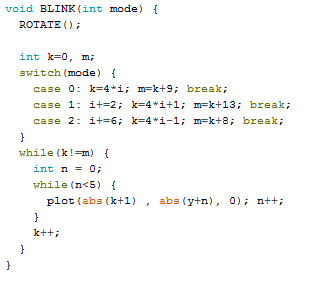 void BLINK(int mode) {
ROTATE();
int k=0, m;
switch(mode) {
case 0: k=4*i; m=k+9; break;
case 1: i+=2; k=4*i+1; m=k+13; break;
case 2: i+=6; k=4*i-1; m=k+8; break;
}
while(k!=m) {
int n = 0;
while(n<5) {
plot(abs(k+1) , abs(y+n), 0); n++;
}
k++;
}
}